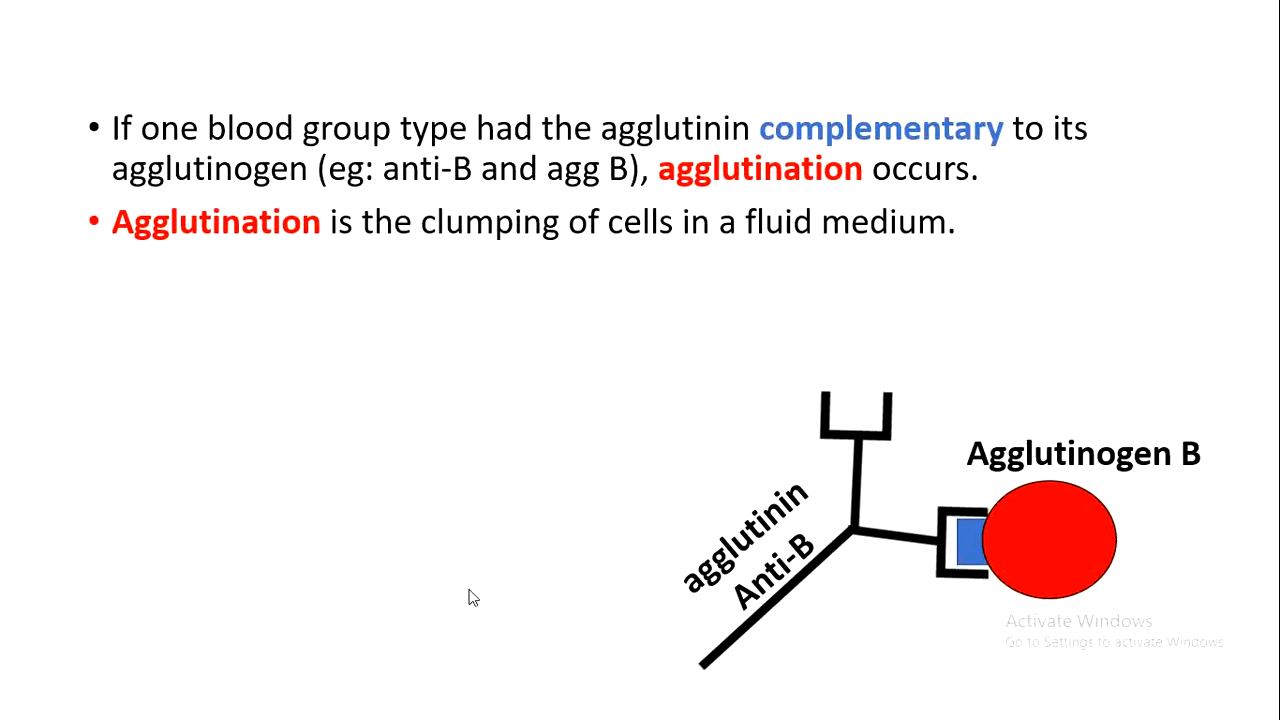 • If one blood group type had the agglutinin complementary to its
agglutinogen (eg: anti-B and agg B), agglutination occurs.
• Agglutination is the clumping of cells in a fluid medium.
Agglutinogen B
agglutinin
Anti-B
Activate Windows
Go to Settings to activate Windows